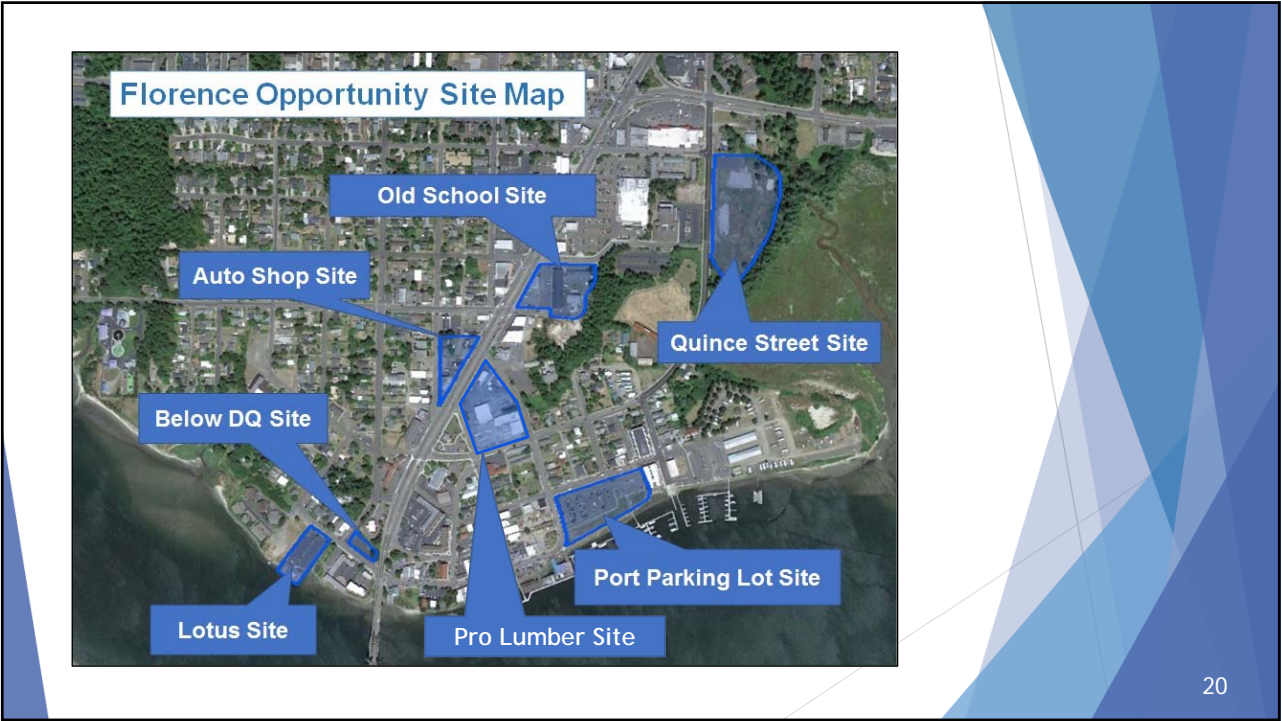 Florence Opportunity Site Map
Old School Site
Auto Shop Site
Quince Street Site
Below DQ Site
Port Parking Lot Site
Lotus Site
Pro Lumber Site
20